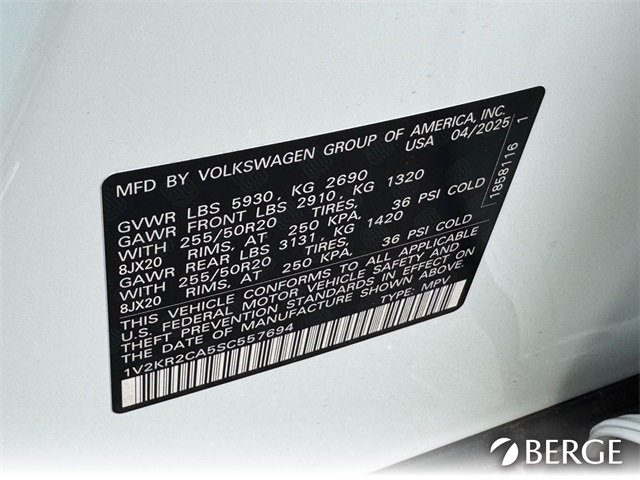 MFD BY VOLKSWAGEN GROUP OF AMERICA, INC.
USA 04/2025
GVWR LBS 5930, KG 2690
GAWR FRONT LBS 2910, KG 1320
WITH 255/50R20 TIRES, 36 PSI COLD
8JX20 RIMS, AT 250 KPA,
GAWR REAR LBS 3131, KG 1420
WITH 255/50R20 TIRES, 36 PSI COLD
8JX20 RIMS, AT 250 KPA,
THIS VEHICLE CONFORMS TO ALL APPLICABLE
U.S. FEDERAL MOTOR VEHICLE SAFETY AND
THEFT PREVENTION STANDARDS IN EFFECT ON
THE DATE OF MANUFACTURE SHOWN ABOVE.
1V2KR2CA5SC557694 TYPE: MPV
1858116 1
BERGE